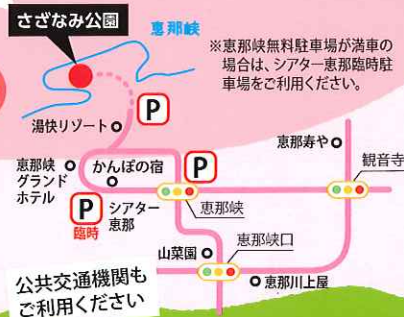 さざなみ公園
恵那峡
※恵那峡無料駐車場が満車の
場合は、シアター恵那臨時駐
車場をご利用ください。
P
湯快リゾート
恵那寿や
観音寺
恵那峡
グランド
ホテル
かんぽの宿
P
P
臨時
シアター
恵那
恵那峡
山菜園
恵那峡口
恵那川上屋
公共交通機関も
ご利用ください